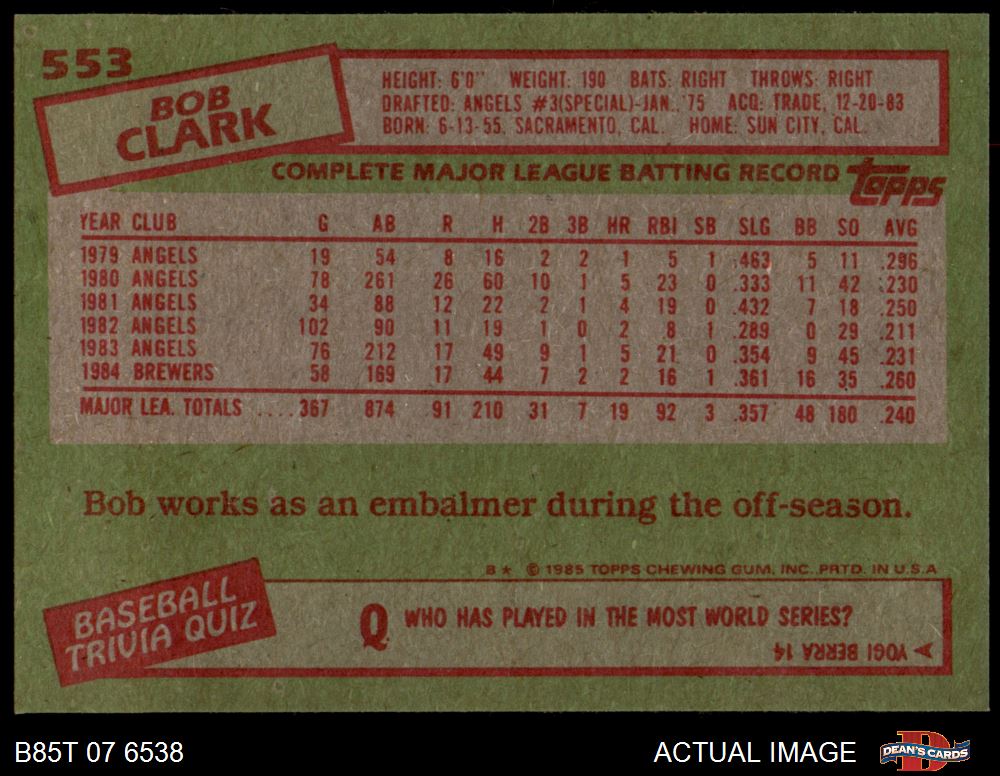 553
BOB
CLARK
HEIGHT: 6'0" WEIGHT: 190 BATS: RIGHT THROWS: RIGHT
DRAFTED: ANGELS #3(SPECIAL)-JAN., '75 ACQ: TRADE, 12-20-83
BORN: 6-13-55, SACRAMENTO, CAL. HOME: SUN CITY, CAL.
COMPLETE MAJOR LEAGUE BATTING RECORD topps
YEAR CLUB G AB R H 2B 3B HR RBI SB SLG BB SO AVG
1979 ANGELS 19 54 8 16 2 2 1 5 1 .463 5 11 .296
1980 ANGELS 78 261 26 60 10 1 5 23 0 .333 11 42 .230
1981 ANGELS 34 88 12 22 2 1 4 19 0 .432 7 18 .250
1982 ANGELS 102 90 11 19 1 0 2 8 1 .289 0 29 .211
1983 ANGELS 76 212 17 49 9 1 5 21 0 .354 9 45 .231
1984 BREWERS 58 169 17 44 7 2 2 16 1 .361 16 35 .260
MAJOR LEA. TOTALS ....367 874 91 210 31 7 19 92 3 .357 48 180 .240
Bob works as an embalmer during the off-season.
B★ © 1985 TOPPS CHEWING GUM, INC. PRTD. IN U.S.A
BASEBALL
TRIVIA QUIZ
Q WHO HAS PLAYED IN THE MOST WORLD SERIES?
A YOGI BERRA 14
B85T 07 6538
ACTUAL IMAGE
D
DEAN'S CARDS